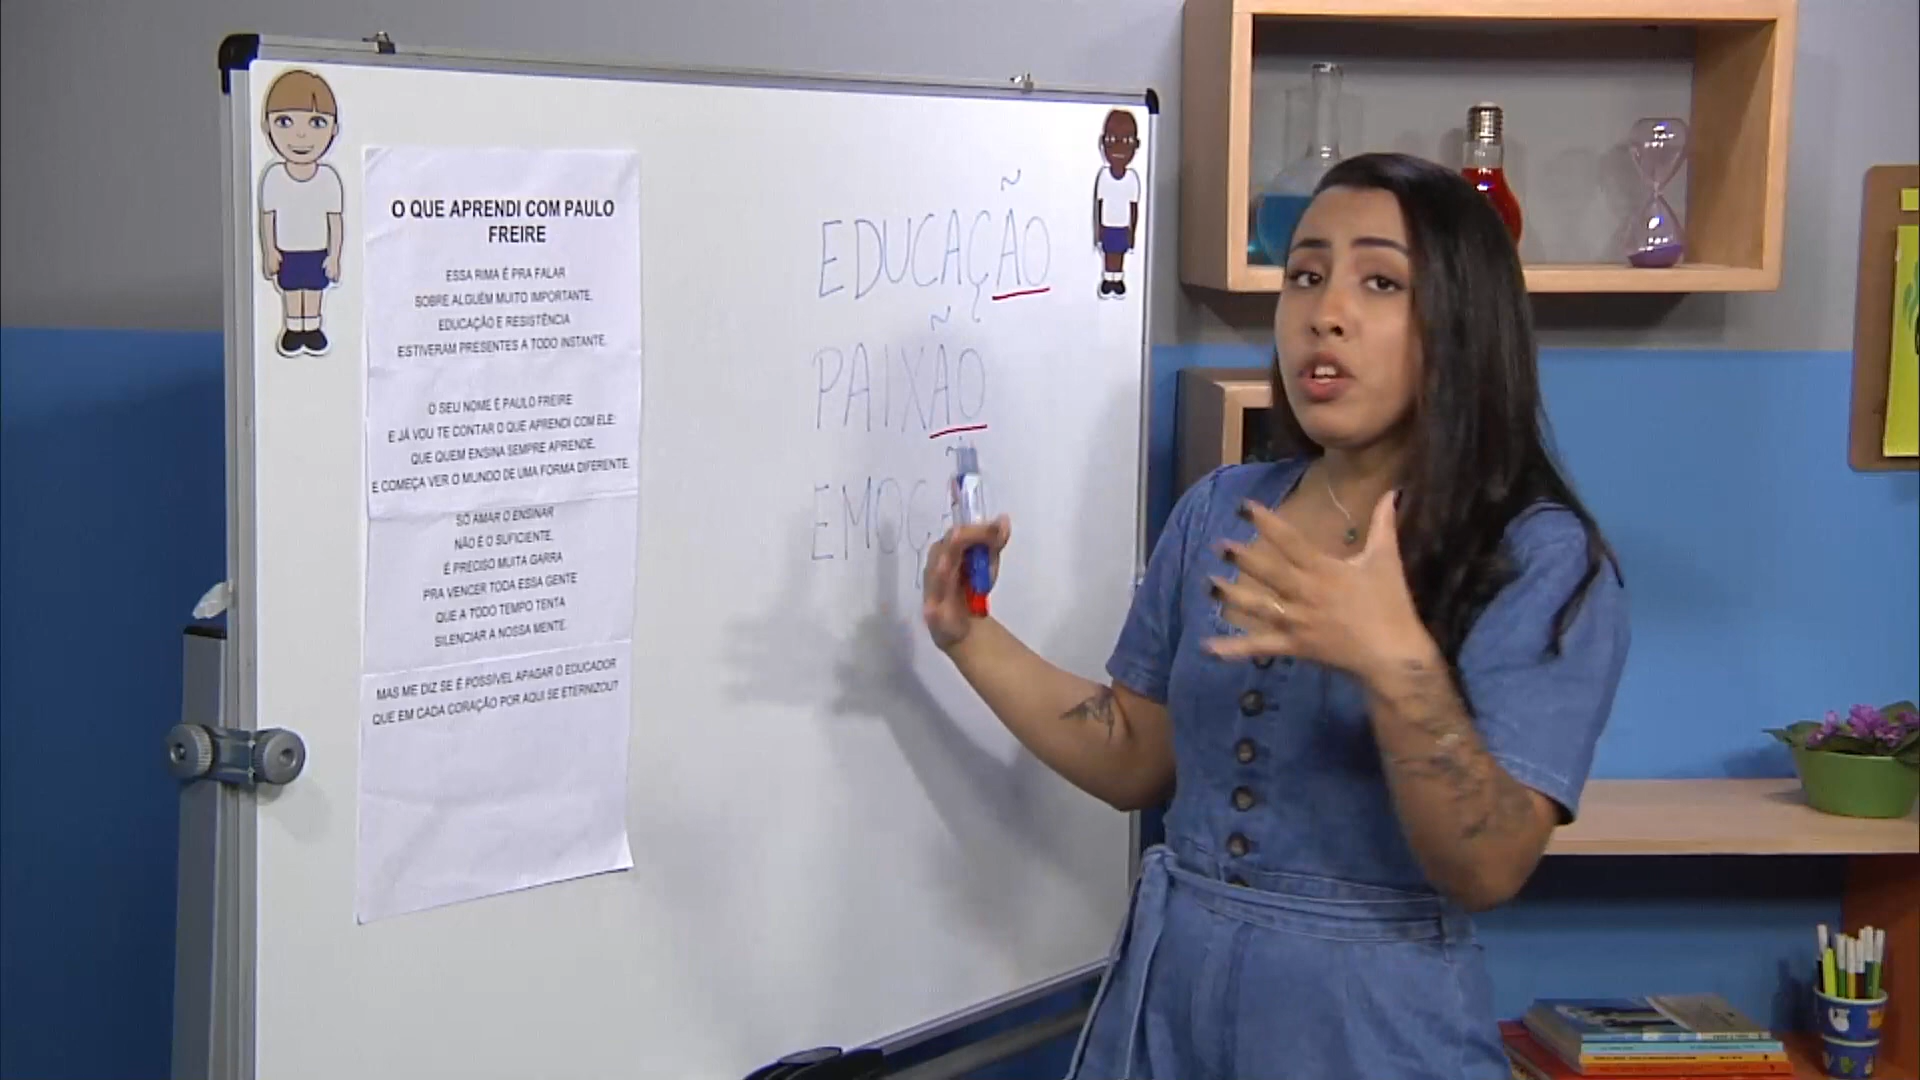 O QUE APRENDI COM PAULO
FREIRE
ESSA RIMA É PRA FALAR
SOBRE ALGUÉM MUITO IMPORTANTE,
EDUCAÇÃO E RESISTÊNCIA
ESTIVERAM PRESENTES A TODO INSTANTE.
O SEU NOME É PAULO FREIRE
E JÁ VOU TE CONTAR O QUE APRENDI COM ELE:
QUE QUEM ENSINA SEMPRE APRENDE,
E COMEÇA VER O MUNDO DE UMA FORMA DIFERENTE.
SÓ AMAR O ENSINAR
NÃO É O SUFICIENTE,
É PRECISO MUITA GARRA
PRA VENCER TODA ESSA GENTE
QUE A TODO TEMPO TENTA
SILENCIAR A NOSSA MENTE.
MAS ME DIZ SE É POSSÍVEL APAGAR O EDUCADOR
QUE EM CADA CORAÇÃO POR AQUI SE ETERNIZOU?
EDUCAÇÃO
PAIXÃO